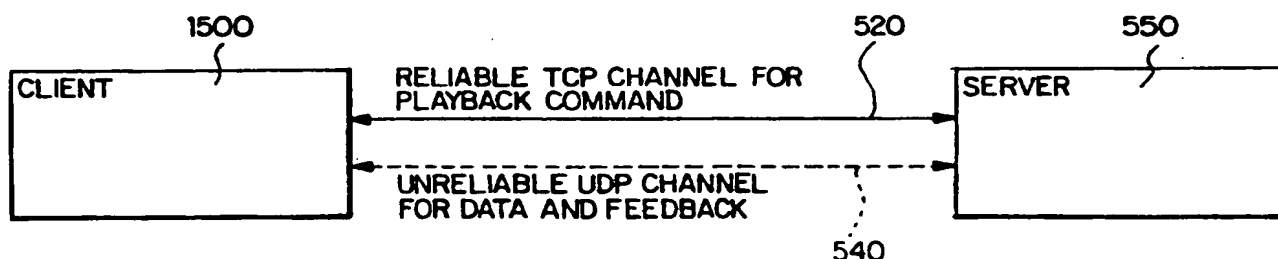 1500
520
550
CLIENT
RELIABLE TCP CHANNEL FOR
PLAYBACK COMMAND
SERVER
UNRELIABLE UDP CHANNEL
FOR DATA AND FEEDBACK
540